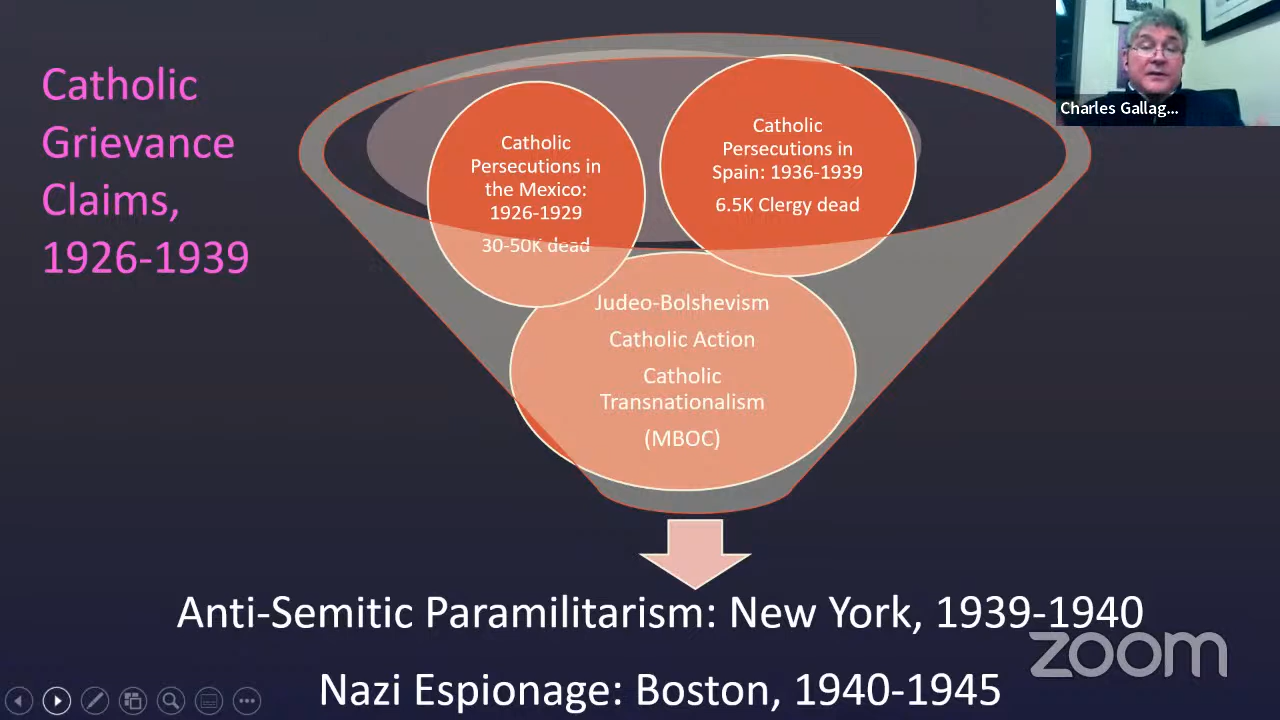 Catholic
Grievance
Claims,
1926-1939
Catholic
Persecutions in
the Mexico:
1926-1929
30-50K dead
Catholic
Persecutions in
Spain: 1936-1939
6.5K Clergy dead
Judeo-Bolshevism
Catholic Action
Catholic
Transnationalism
(MBOC)
Anti-Semitic Paramilitarism: New York, 1939-1940
Nazi Espionage: Boston, 1940-1945
Charles Gallag...
zoom